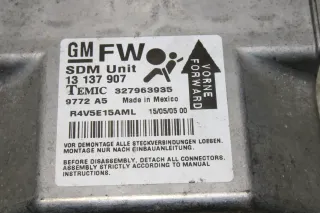 GM FW
SDM Unit
13 137 907
TEMIC 327963935
9772 A5 Made in Mexico
R4V5E15AML 15/05/05 00
VORNE
FORWARD
VOR DEMONTAGE ALLE STECKVERBINDUNGEN LOESEN.
MONTAGE NUR NACH EINBAUANLEITUNG.
BEFORE DETACHMENT, DETACH ALL CONNECTORS.
ASSEMBLY STRICTLY ACCORDING TO MANUAL
INSTRUCTIONS.